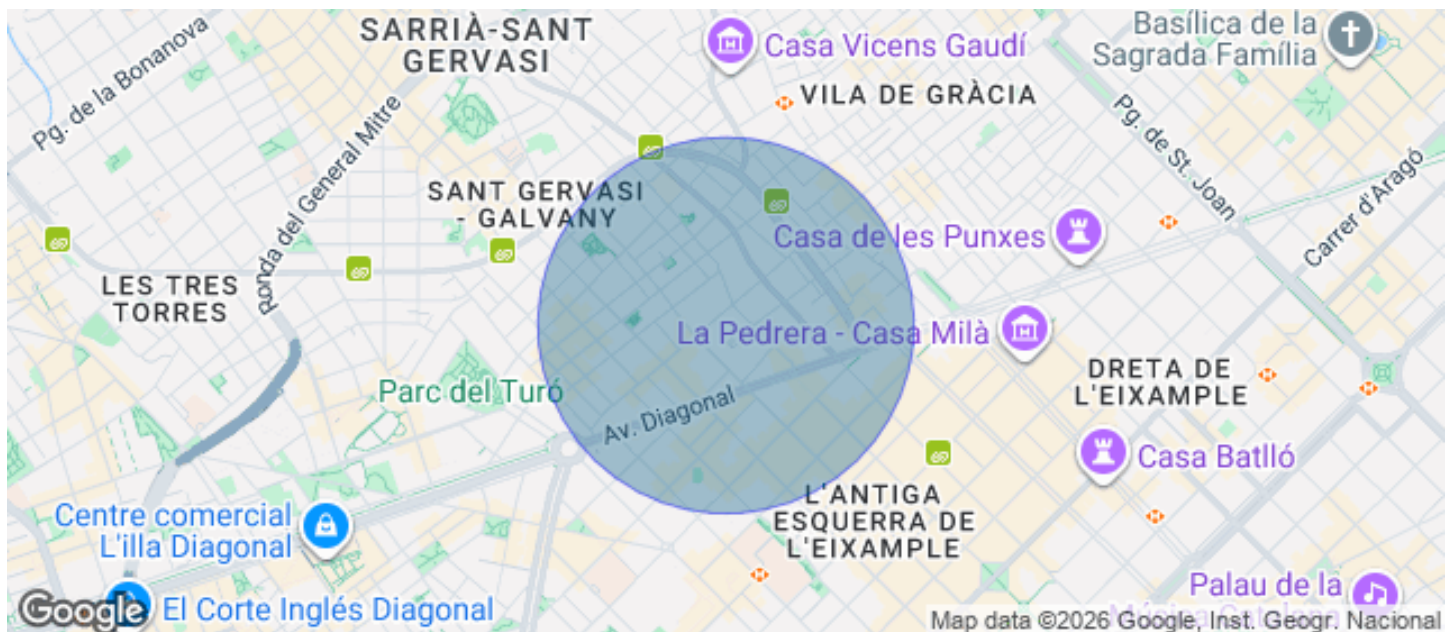 SARRIÀ-SANT
GERVASI
Casa Vicens Gaudí
Basílica de la
Sagrada Família
Pg. de la Bonanova
VILA DE GRÀCIA
Pg. de St. Joan
Ronda del General Mitre
SANT GERVASI
- GALVANY
Carrer d'Aragó
Casa de les Punxes
LES TRES
TORRES
La Pedrera - Casa Milà
Parc del Turó
DRETA DE
L'EIXAMPLE
Av. Diagonal
Casa Batlló
L'ANTIGA
ESQUERRA DE
L'EIXAMPLE
Centre comercial
L'illa Diagonal
Palau de la
Música Catalana
Google
El Corte Inglés Diagonal
Map data ©2026 Google, Inst. Geogr. Nacional